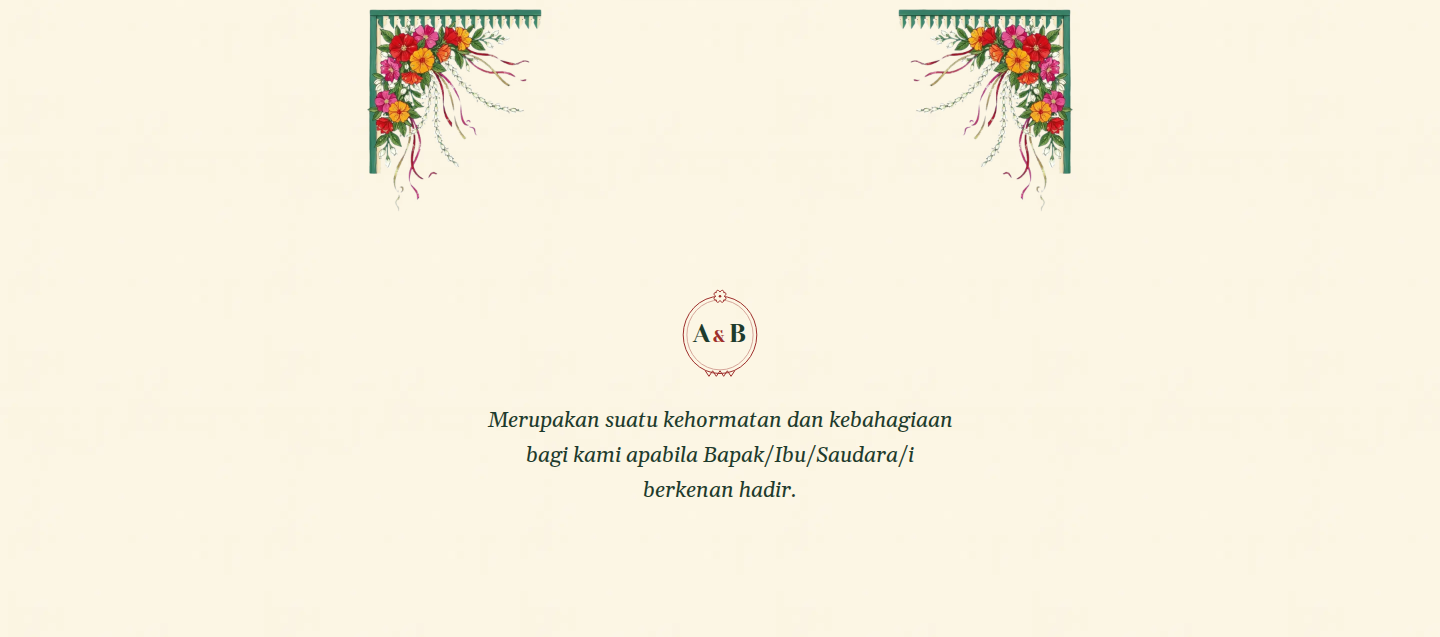 A & B
Merupakan suatu kehormatan dan kebahagiaan
bagi kami apabila Bapak/Ibu/Saudara/i
berkenan hadir.